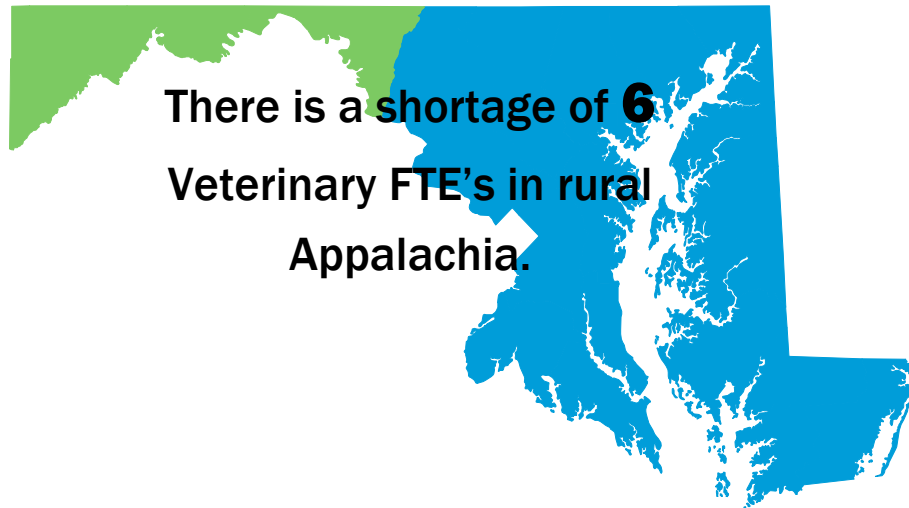 There is a shortage of 6
Veterinary FTE’s in rural
Appalachia.